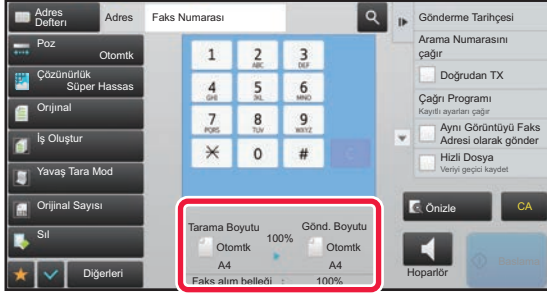 Adres Defteri
Adres
Faks Numarası
Poz
Otomtk
Çözünürlük
Süper Hassas
Orıjınal
İş Oluştur
Yavaş Tara Mod
Orijinal Sayısı
Sıl
Diğerleri
1
2
ABC
3
DEF
4
GHI
5
JKL
6
MNO
7
PQRS
8
TUV
9
WXYZ
0
#
C
Tarama Boyutu
100%
Gönd. Boyutu
Otomtk
Otomtk
A4
A4
Faks alım belleği : 100%
Gönderme Tarihçesi
Arama Numarasını
çağır
Doğrudan TX
Çağrı Programı
Kayıtlı ayarları çağır
Aynı Görüntüyü Faks
Adresi olarak gönder
Hizli Dosya
Veriyi geçici kaydet
Önizle
CA
Hoparlör